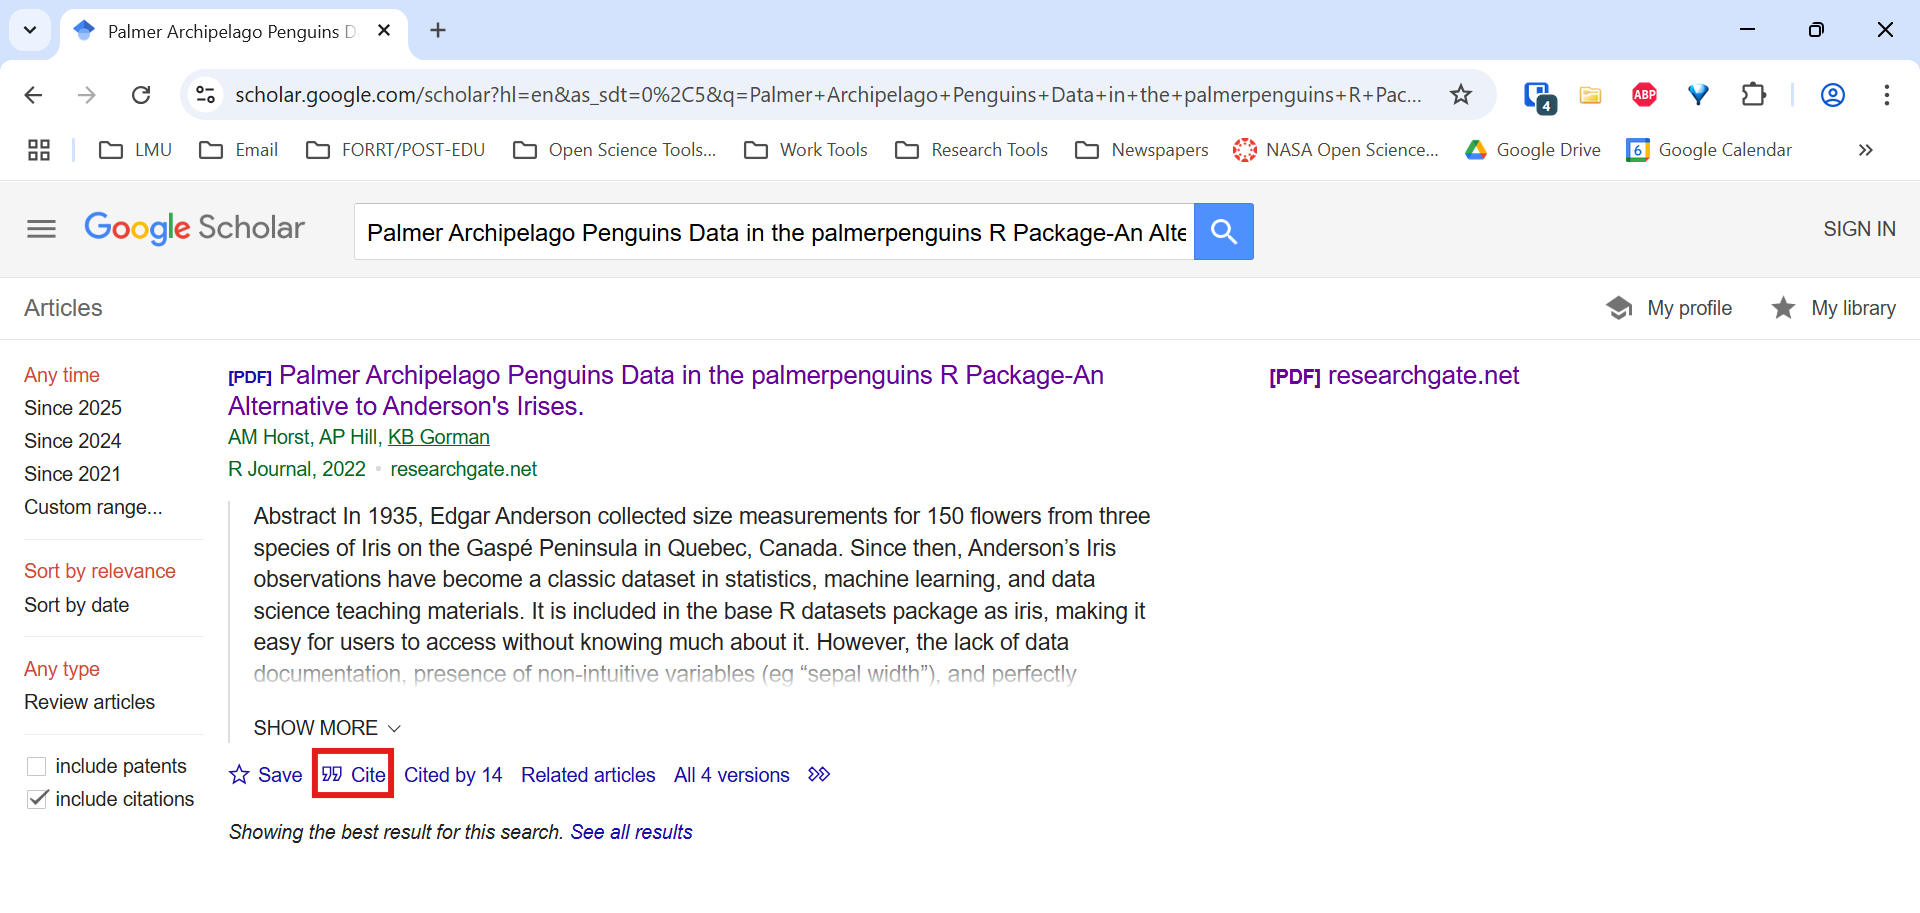 Palmer Archipelago Penguins D
scholar.google.com/scholar?hl=en&as_sdt=0%2C5&q=Palmer+Archipelago+Penguins+Data+in+the+palmerpenguins+R+Pac...
4
ABP
LMU
Email
FORRT/POST-EDU
Open Science Tools...
Work Tools
Research Tools
Newspapers
NASA Open Science...
Google Drive
6
Google Calendar
Google Scholar
Palmer Archipelago Penguins Data in the palmerpenguins R Package-An Alte
SIGN IN
Articles
My profile
My library
Any time
Since 2025
Since 2024
Since 2021
Custom range...
Sort by relevance
Sort by date
Any type
Review articles
include patents
include citations
[PDF] Palmer Archipelago Penguins Data in the palmerpenguins R Package-An
Alternative to Anderson's Irises.
AM Horst, AP Hill, KB Gorman
R Journal, 2022 • researchgate.net
Abstract In 1935, Edgar Anderson collected size measurements for 150 flowers from three
species of Iris on the Gaspé Peninsula in Quebec, Canada. Since then, Anderson’s Iris
observations have become a classic dataset in statistics, machine learning, and data
science teaching materials. It is included in the base R datasets package as iris, making it
easy for users to access without knowing much about it. However, the lack of data
documentation, presence of non-intuitive variables (eg “sepal width”), and perfectly
SHOW MORE
Save
Cite
Cited by 14
Related articles
All 4 versions
Showing the best result for this search. See all results
[PDF] researchgate.net